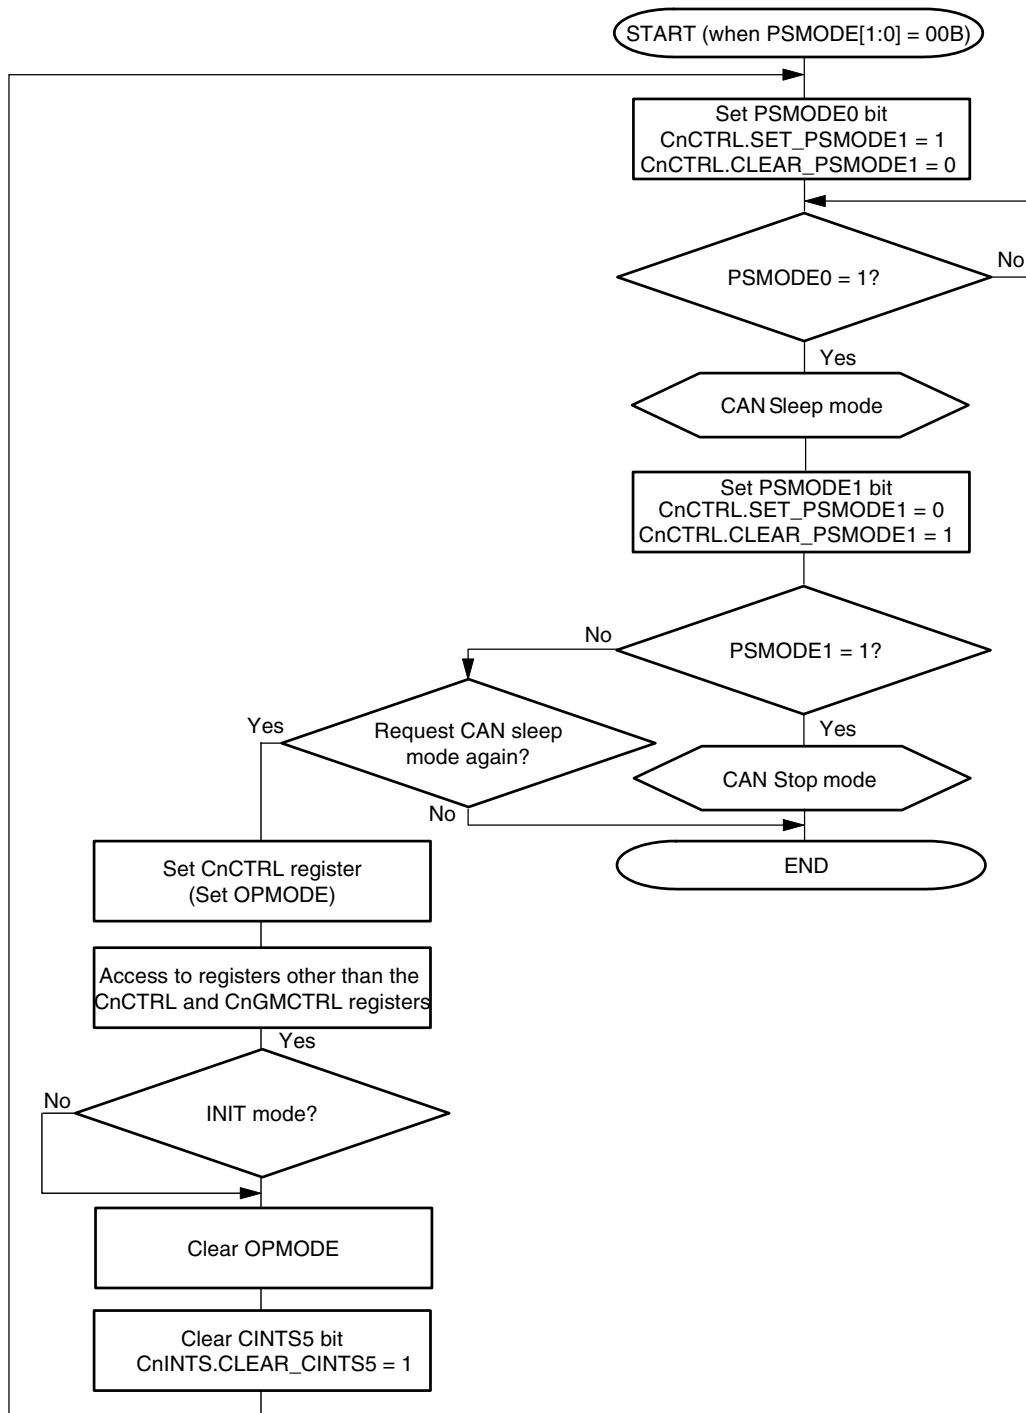 START (when PSMODE[1:0] = 00B)
Set PSMODE0 bit
CnCTRL.SET_PSMODE1 = 1
CnCTRL.CLEAR_PSMODE1 = 0
PSMODE0 = 1?
No
Yes
CAN Sleep mode
Set PSMODE1 bit
CnCTRL.SET_PSMODE1 = 0
CnCTRL.CLEAR_PSMODE1 = 1
No
PSMODE1 = 1?
Yes
Request CAN sleep
mode again?
Yes
CAN Stop mode
No
END
Set CnCTRL register
(Set OPMODE)
Access to registers other than the
CnCTRL and CnGMCTRL registers
Yes
No
INIT mode?
Clear OPMODE
Clear CINTS5 bit
CnINTS.CLEAR_CINTS5 = 1